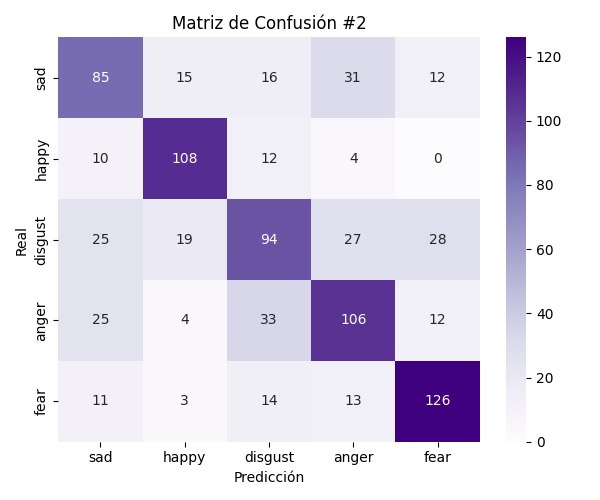 Matriz de Confusión #2
Real
sad 85 15 16 31 12
happy 10 108 12 4 0
disgust 25 19 94 27 28
anger 25 4 33 106 12
fear 11 3 14 13 126
sad happy disgust anger fear
Predicción
120
100
80
60
40
20
0